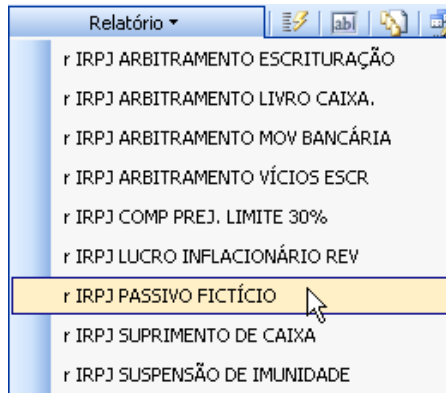 Relatório
ab
r IRPJ ARBITRAMENTO ESCRITURAÇÃO
r IRPJ ARBITRAMENTO LIVRO CAIXA.
r IRPJ ARBITRAMENTO MOV BANCÁRIA
r IRPJ ARBITRAMENTO VÍCIOS ESCR
r IRPJ COMP PREJ. LIMITE 30%
r IRPJ LUCRO INFLACIONÁRIO REV
r IRPJ PASSIVO FICTÍCIO
r IRPJ SUPRIMENTO DE CAIXA
r IRPJ SUSPENSÃO DE IMUNIDADE